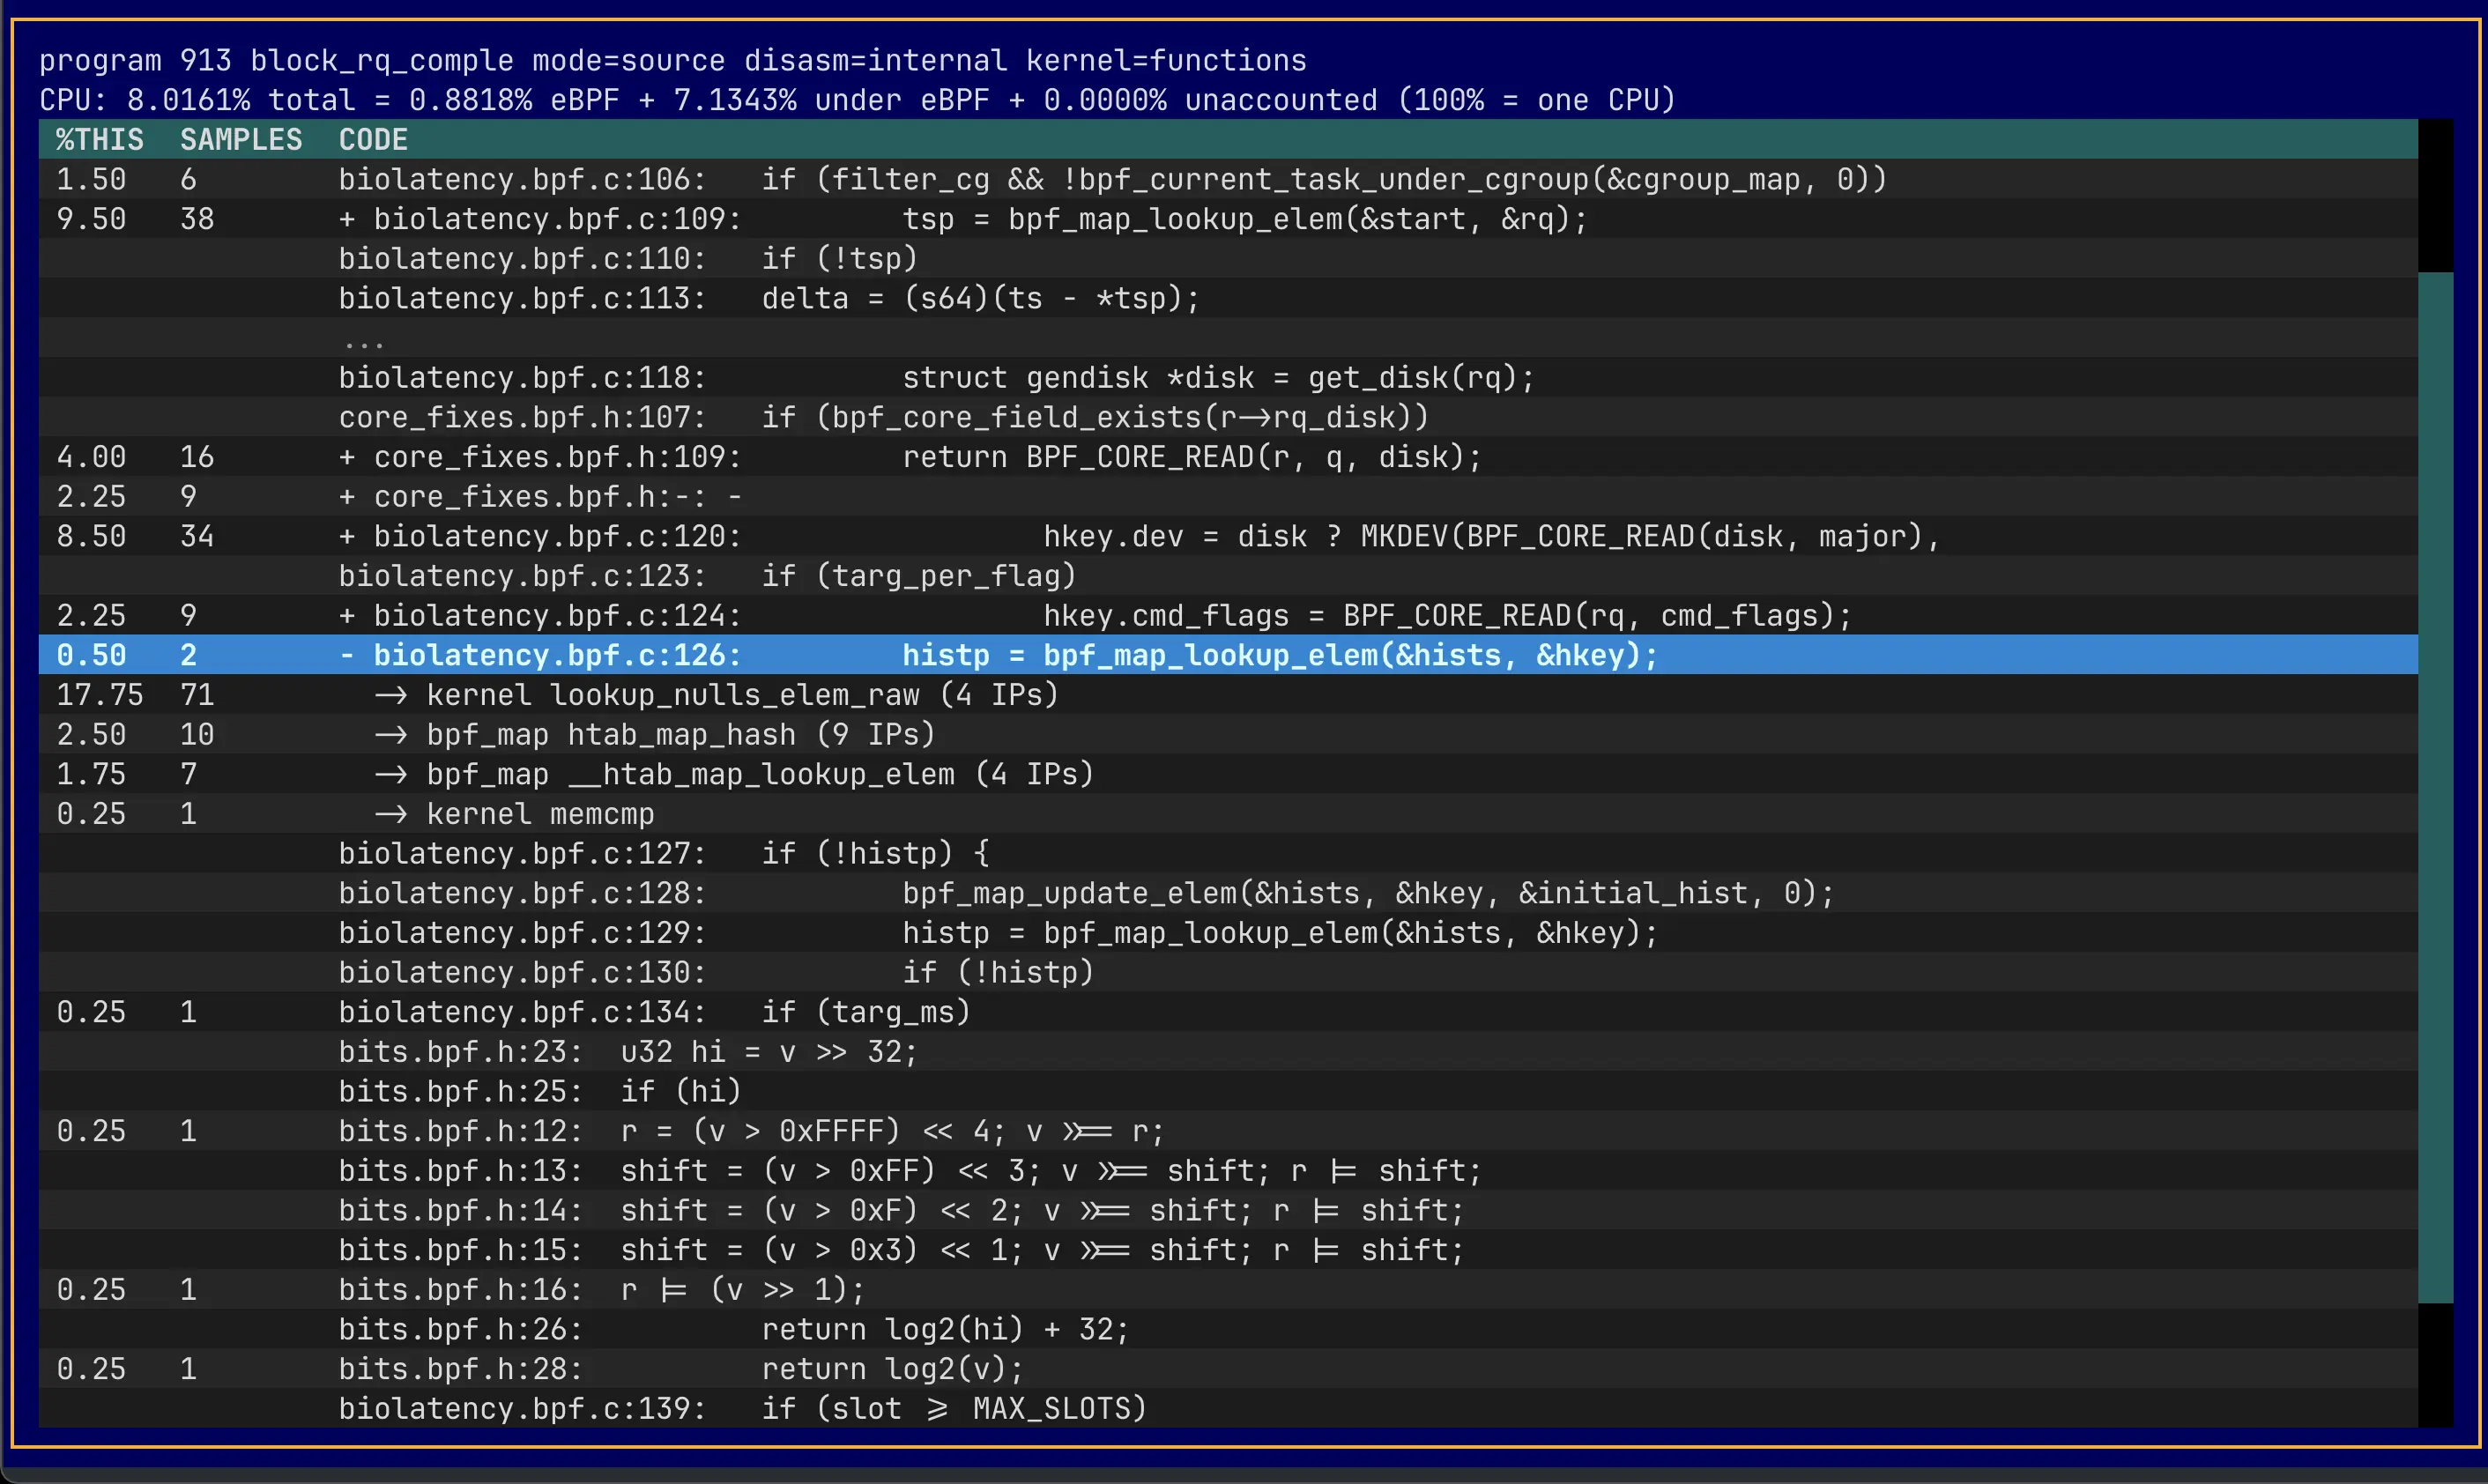 program 913 block_rq_comple mode=source disasm=internal kernel=functions
CPU: 8.0161% total = 0.8818% eBPF + 7.1343% under eBPF + 0.0000% unaccounted (100% = one CPU)
%THIS  SAMPLES  CODE
1.50   6        biolatency.bpf.c:106:   if (filter_cg && !bpf_current_task_under_cgroup(&cgroup_map, 0))
9.50   38       + biolatency.bpf.c:109:         tsp = bpf_map_lookup_elem(&start, &rq);
                biolatency.bpf.c:110:   if (!tsp)
                biolatency.bpf.c:113:   delta = (s64)(ts - *tsp);
                ...
                biolatency.bpf.c:118:           struct gendisk *disk = get_disk(rq);
                core_fixes.bpf.h:107:   if (bpf_core_field_exists(r->rq_disk))
4.00   16       + core_fixes.bpf.h:109:         return BPF_CORE_READ(r, q, disk);
2.25   9        + core_fixes.bpf.h:-: -
8.50   34       + biolatency.bpf.c:120:                 hkey.dev = disk ? MKDEV(BPF_CORE_READ(disk, major),
                biolatency.bpf.c:123:   if (targ_per_flag)
2.25   9        + biolatency.bpf.c:124:                 hkey.cmd_flags = BPF_CORE_READ(rq, cmd_flags);
0.50   2        - biolatency.bpf.c:126:         histp = bpf_map_lookup_elem(&hists, &hkey);
17.75  71         -> kernel lookup_nulls_elem_raw (4 IPs)
2.50   10         -> bpf_map htab_map_hash (9 IPs)
1.75   7          -> bpf_map __htab_map_lookup_elem (4 IPs)
0.25   1          -> kernel memcmp
                biolatency.bpf.c:127:   if (!histp) {
                biolatency.bpf.c:128:           bpf_map_update_elem(&hists, &hkey, &initial_hist, 0);
                biolatency.bpf.c:129:           histp = bpf_map_lookup_elem(&hists, &hkey);
                biolatency.bpf.c:130:           if (!histp)
0.25   1        biolatency.bpf.c:134:   if (targ_ms)
                bits.bpf.h:23:  u32 hi = v >> 32;
                bits.bpf.h:25:  if (hi)
0.25   1        bits.bpf.h:12:  r = (v > 0xFFFF) << 4; v >>= r;
                bits.bpf.h:13:  shift = (v > 0xFF) << 3; v >>= shift; r |= shift;
                bits.bpf.h:14:  shift = (v > 0xF) << 2; v >>= shift; r |= shift;
                bits.bpf.h:15:  shift = (v > 0x3) << 1; v >>= shift; r |= shift;
0.25   1        bits.bpf.h:16:  r |= (v >> 1);
                bits.bpf.h:26:          return log2(hi) + 32;
0.25   1        bits.bpf.h:28:          return log2(v);
                biolatency.bpf.c:139:   if (slot >= MAX_SLOTS)